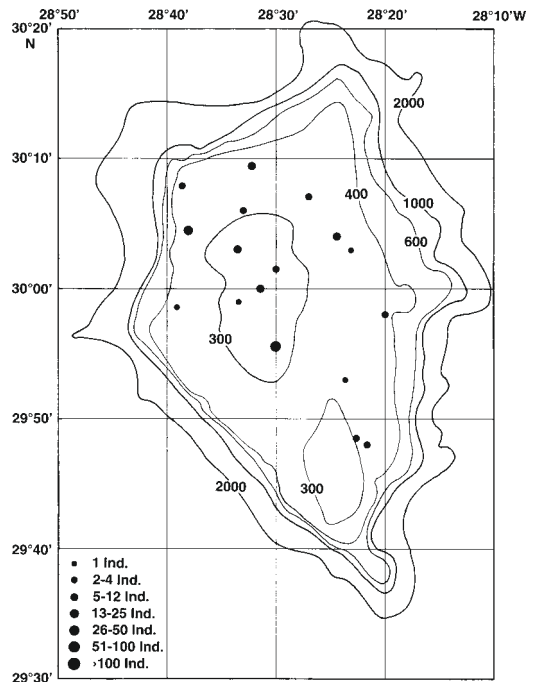 28°50' 28°40' 28°30' 28°20' 28°10'W
30°20'
N
2000
30°10'
400
1000
600
30°00'
300
29°50'
2000
300
29°40'
1 Ind.
2-4 Ind.
5-12 Ind.
13-25 Ind.
26-50 Ind.
51-100 Ind.
›100 Ind.
29°30'